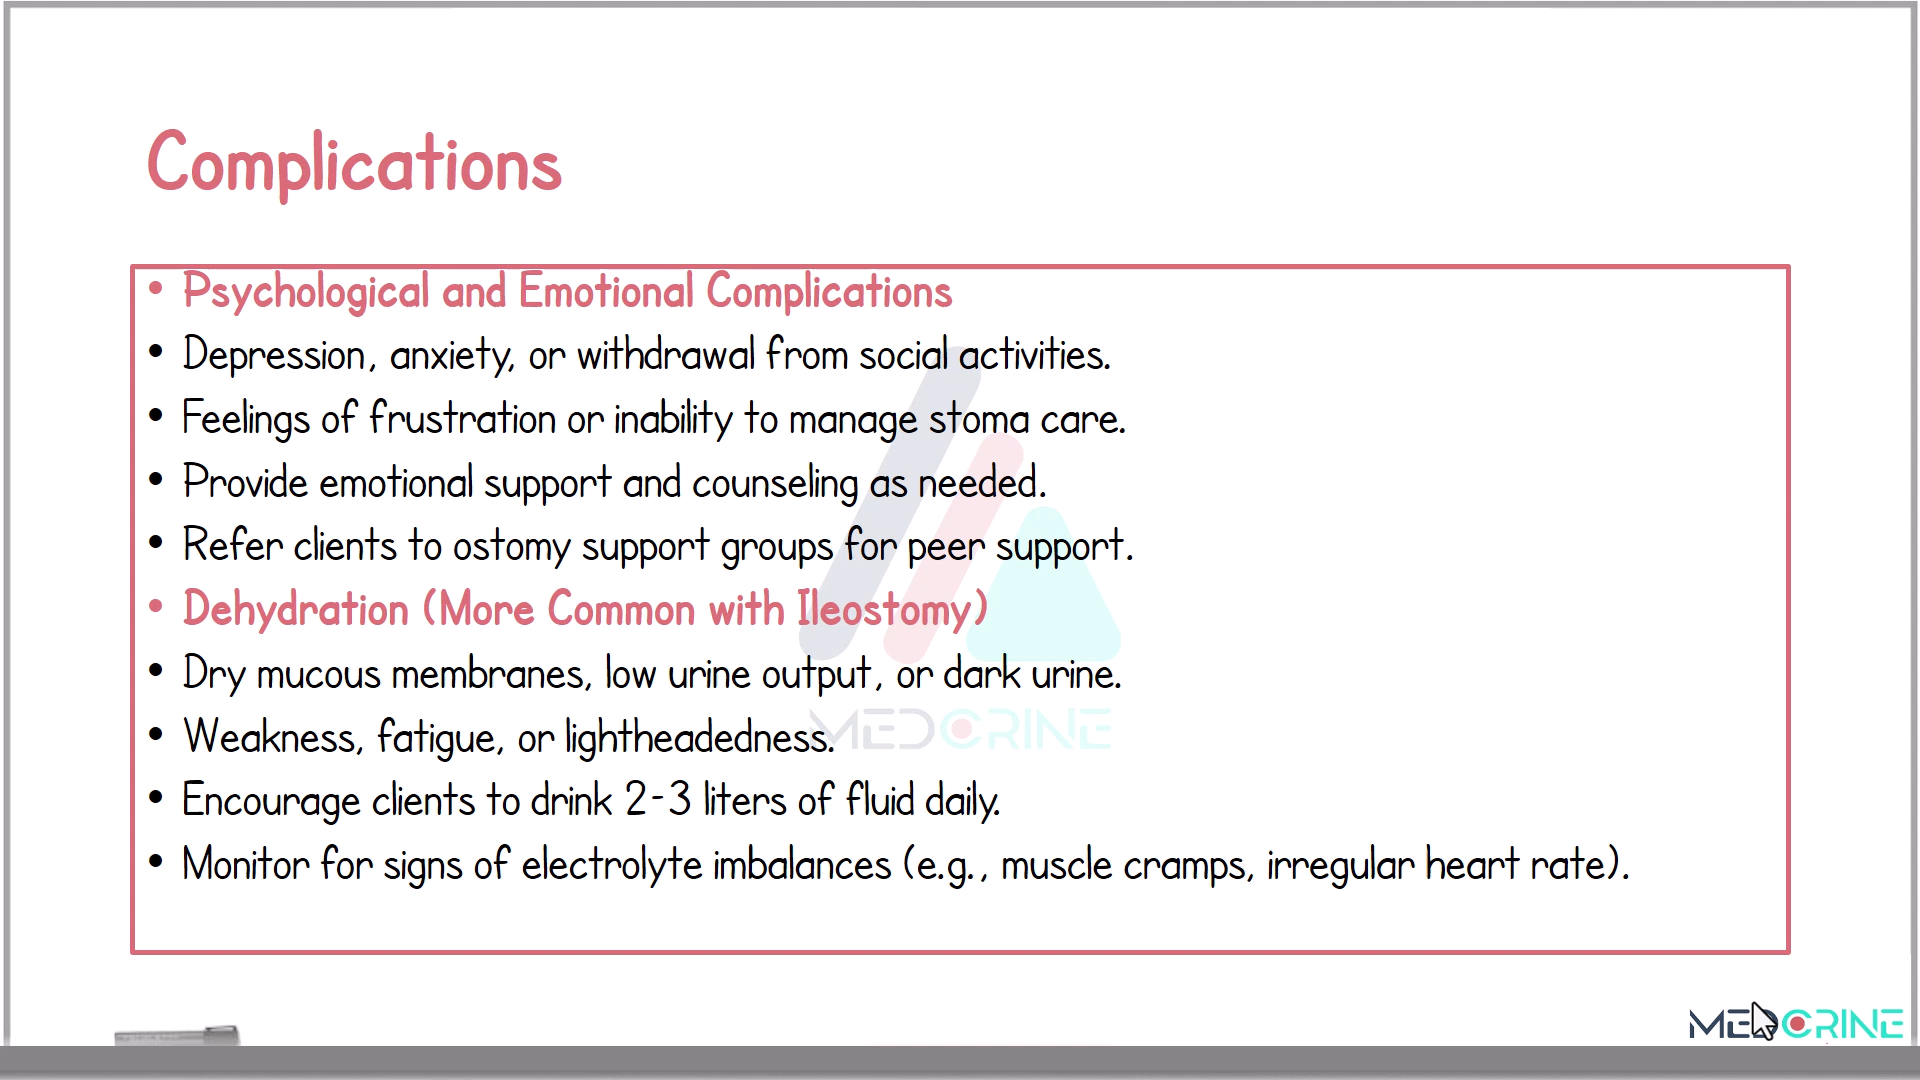 Complications
• Psychological and Emotional Complications
• Depression, anxiety, or withdrawal from social activities.
• Feelings of frustration or inability to manage stoma care.
• Provide emotional support and counseling as needed.
• Refer clients to ostomy support groups for peer support.
• Dehydration (More Common with Ileostomy)
• Dry mucous membranes, low urine output, or dark urine.
• Weakness, fatigue, or lightheadedness.
MEDCRINE
• Encourage clients to drink 2-3 liters of fluid daily.
• Monitor for signs of electrolyte imbalances (e.g., muscle cramps, irregular heart rate).
MEDCRINE